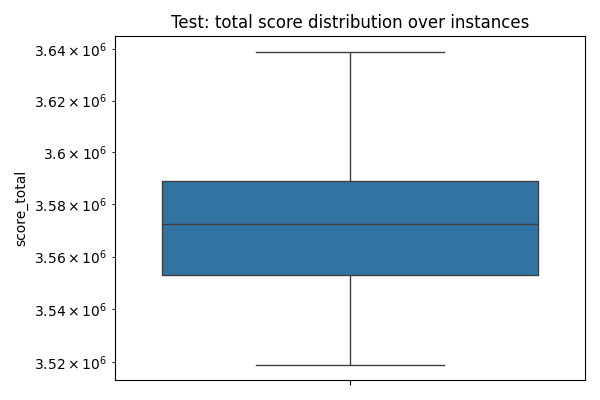 Test: total score distribution over instances
3.64 × 10⁶
3.62 × 10⁶
3.6 × 10⁶
3.58 × 10⁶
3.56 × 10⁶
3.54 × 10⁶
3.52 × 10⁶
score_total